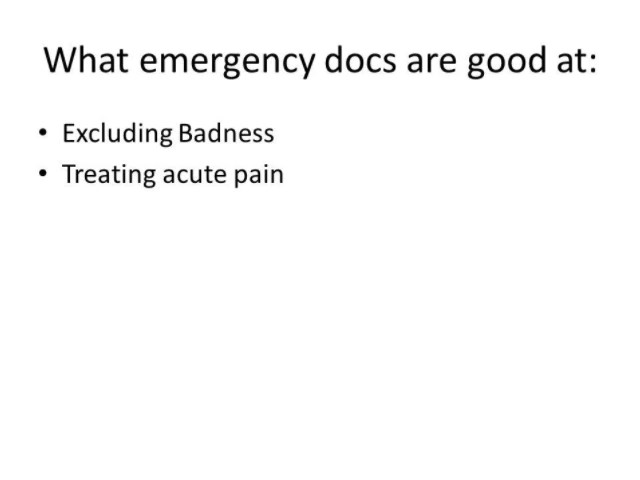 What emergency docs are good at:
• Excluding Badness
• Treating acute pain